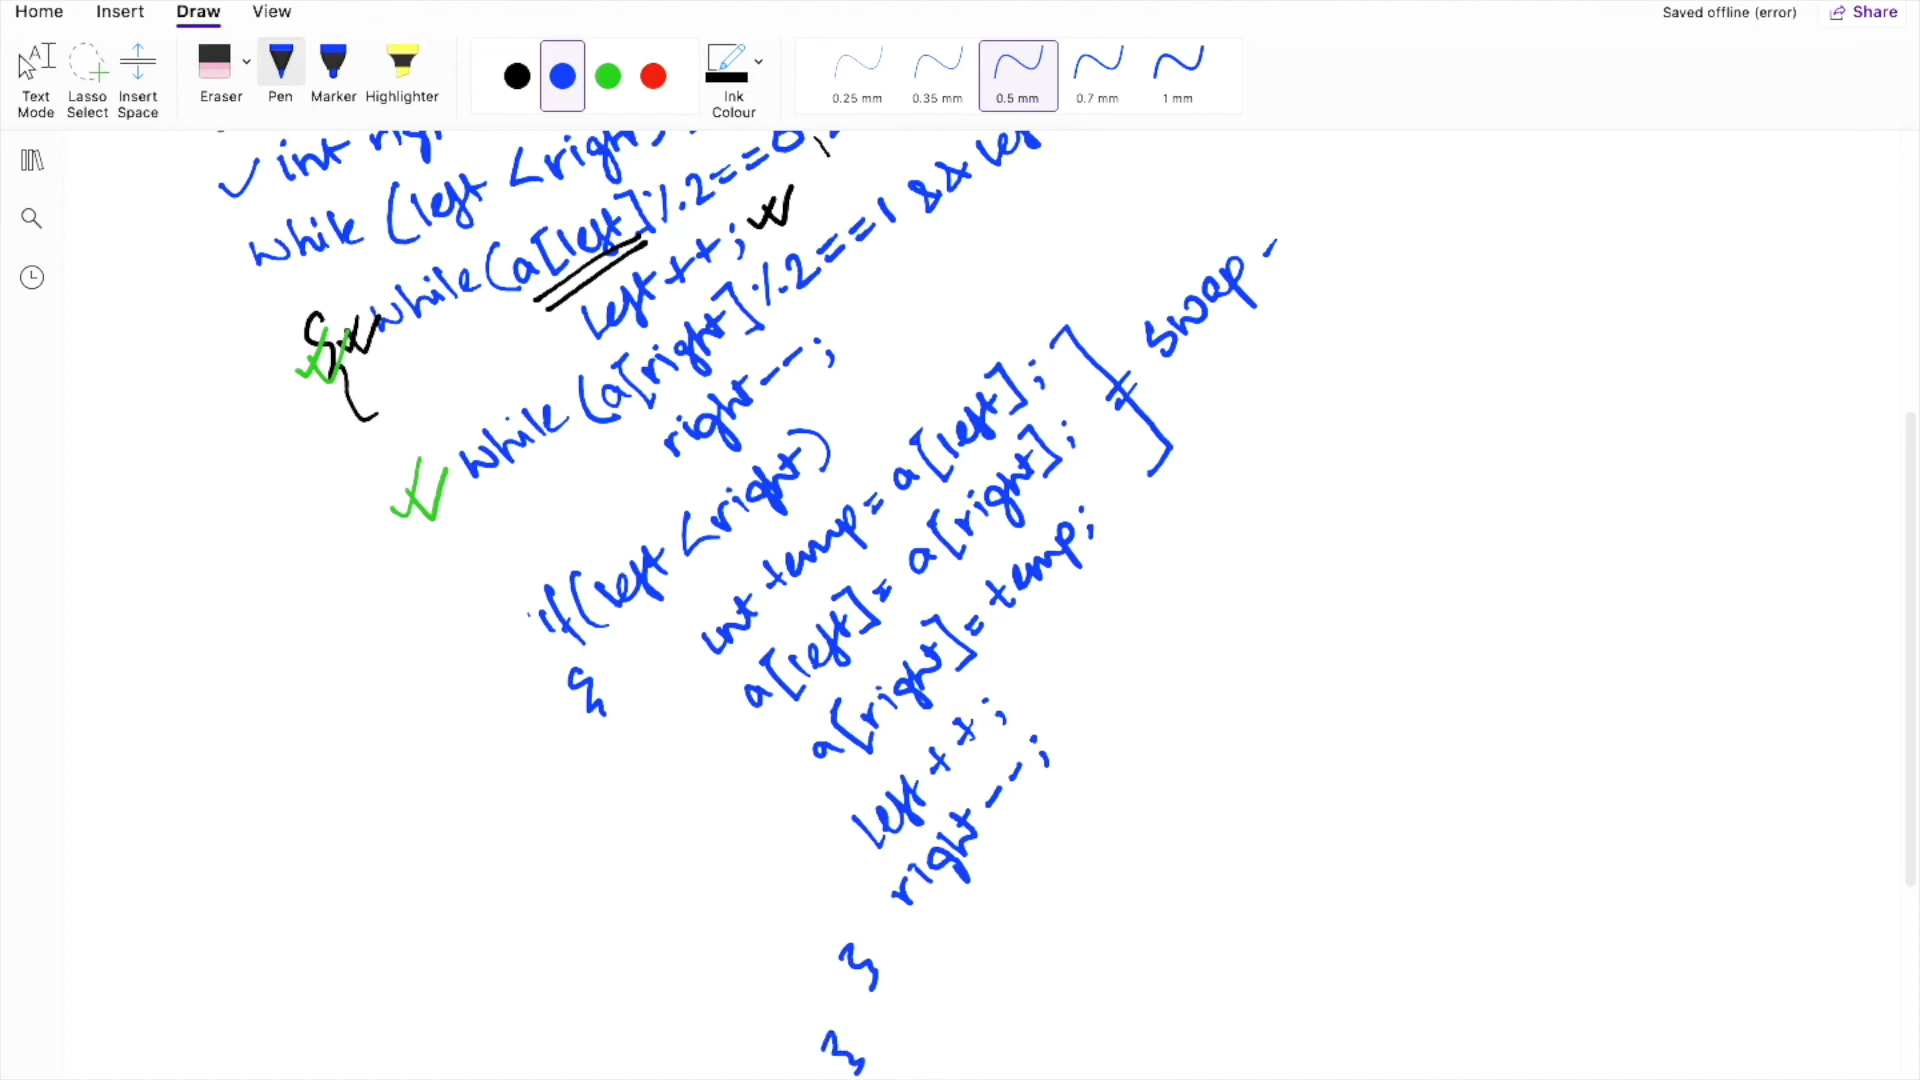 Home Insert Draw View
Saved offline (error) Share
Text Mode
Lasso Select
Insert Space
Eraser
Pen
Marker
Highlighter
Ink Colour
0.25 mm
0.35 mm
0.5 mm
0.7 mm
1 mm
int
while (left < right
while (a[left] % 2 == 0
left ++;
while (a[right] % 2 == 1 &&
right --;
if (left < right)
{
int temp = a[left];
a[left] = a[right];
a[right] = temp;
swap -
left ++;
right --;
}
}